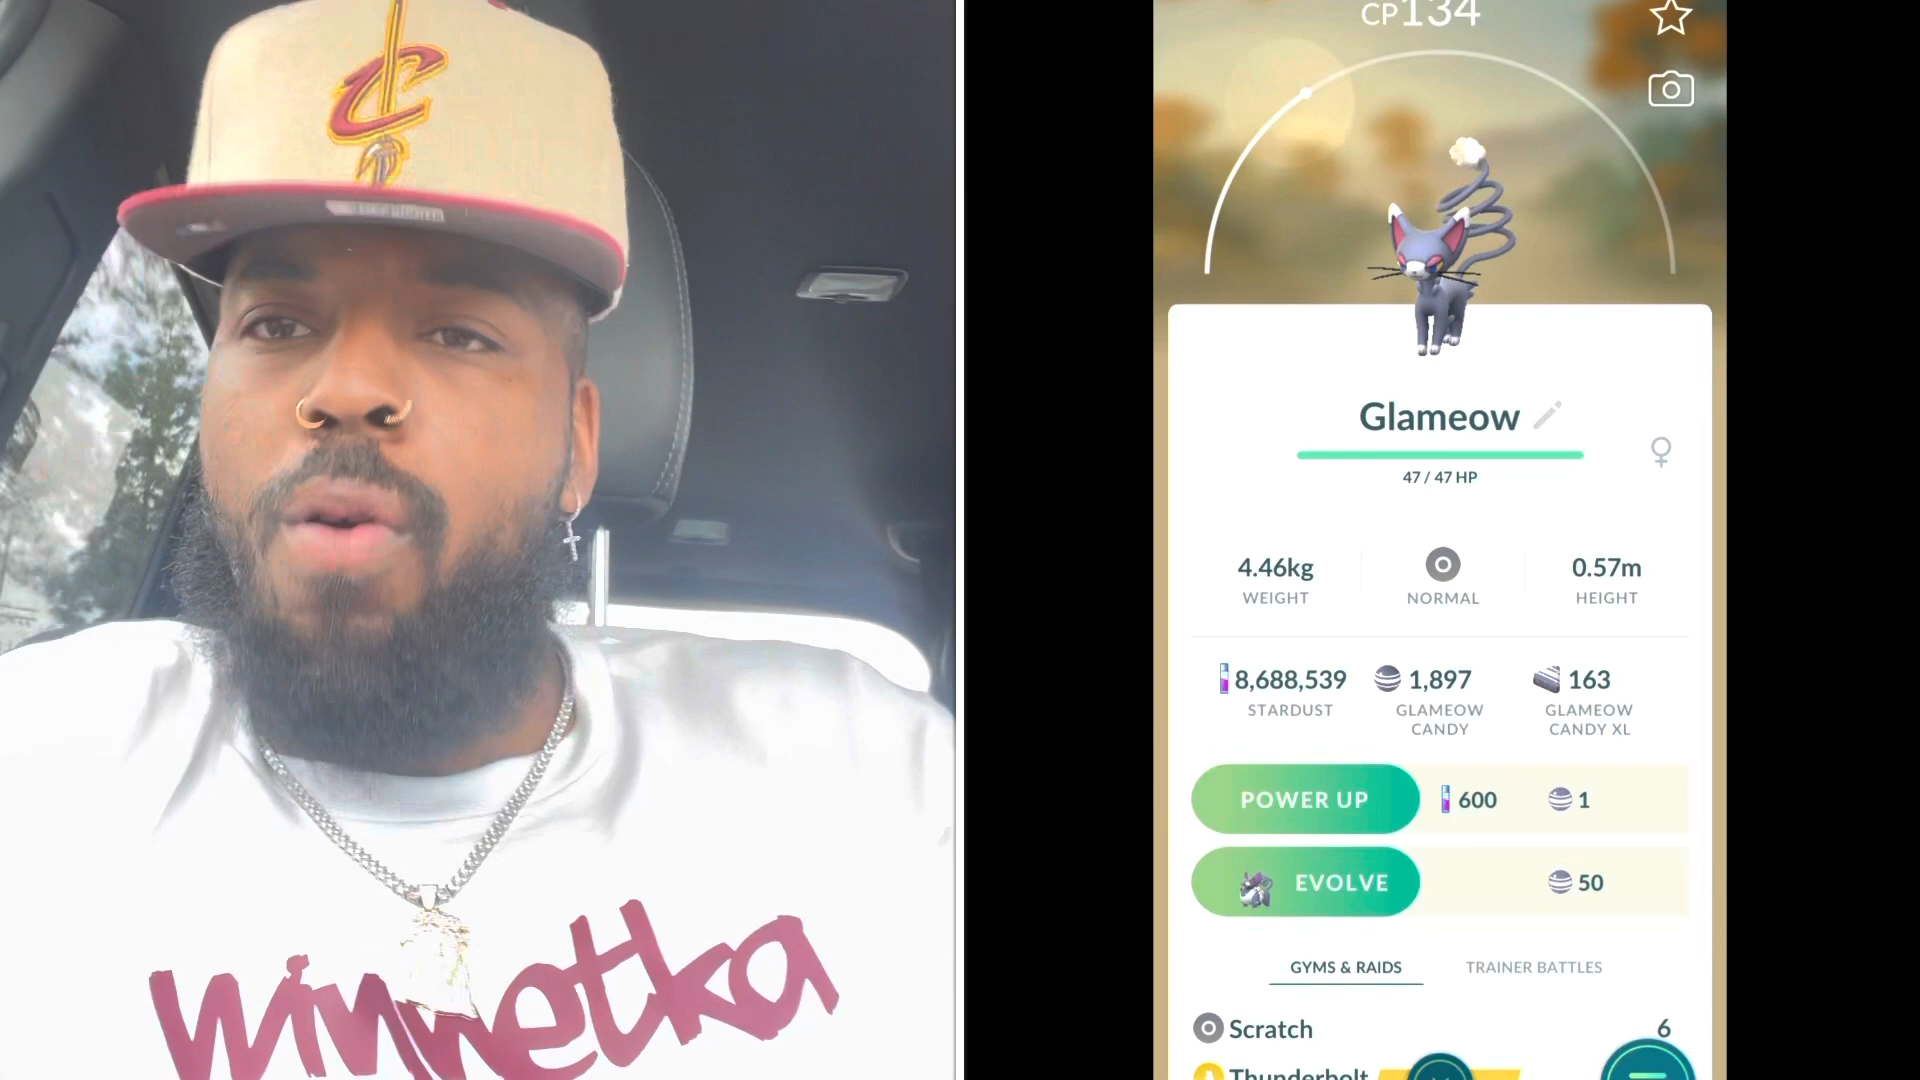 C
winnetka
CP134
Glameow
47 / 47 HP
4.46kg
WEIGHT
NORMAL
0.57m
HEIGHT
8,688,539
STARDUST
1,897
GLAMEOW
CANDY
163
GLAMEOW
CANDY XL
POWER UP
600
1
EVOLVE
50
GYMS & RAIDS
TRAINER BATTLES
Scratch
6
Thunderbolt